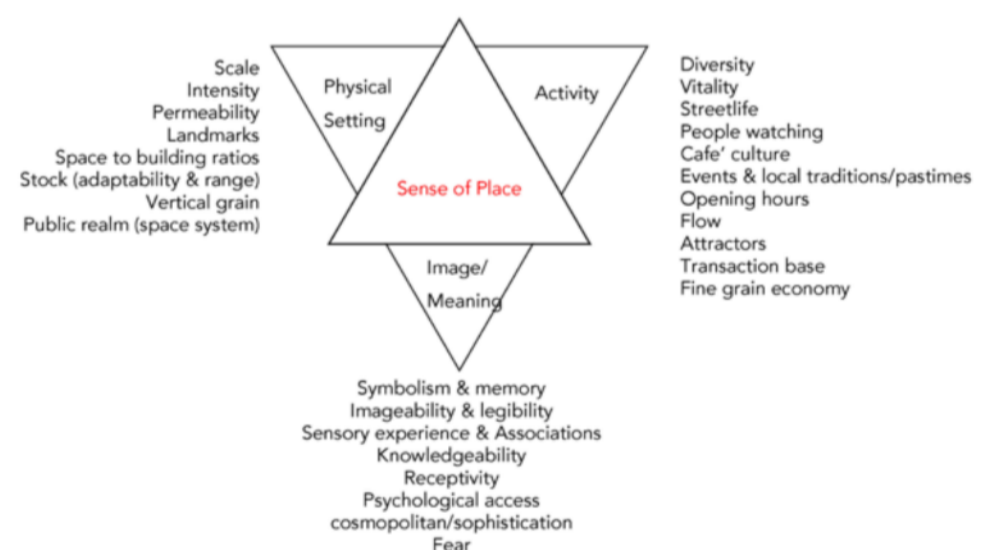 Scale
Intensity
Permeability
Landmarks
Space to building ratios
Stock (adaptability & range)
Vertical grain
Public realm (space system)
Physical
Setting
Activity
Sense of Place
Image/
Meaning
Diversity
Vitality
Streetlife
People watching
Cafe' culture
Events & local traditions/pastimes
Opening hours
Flow
Attractors
Transaction base
Fine grain economy
Symbolism & memory
Imageability & legibility
Sensory experience & Associations
Knowledgeability
Receptivity
Psychological access
cosmopolitan/sophistication
Fear